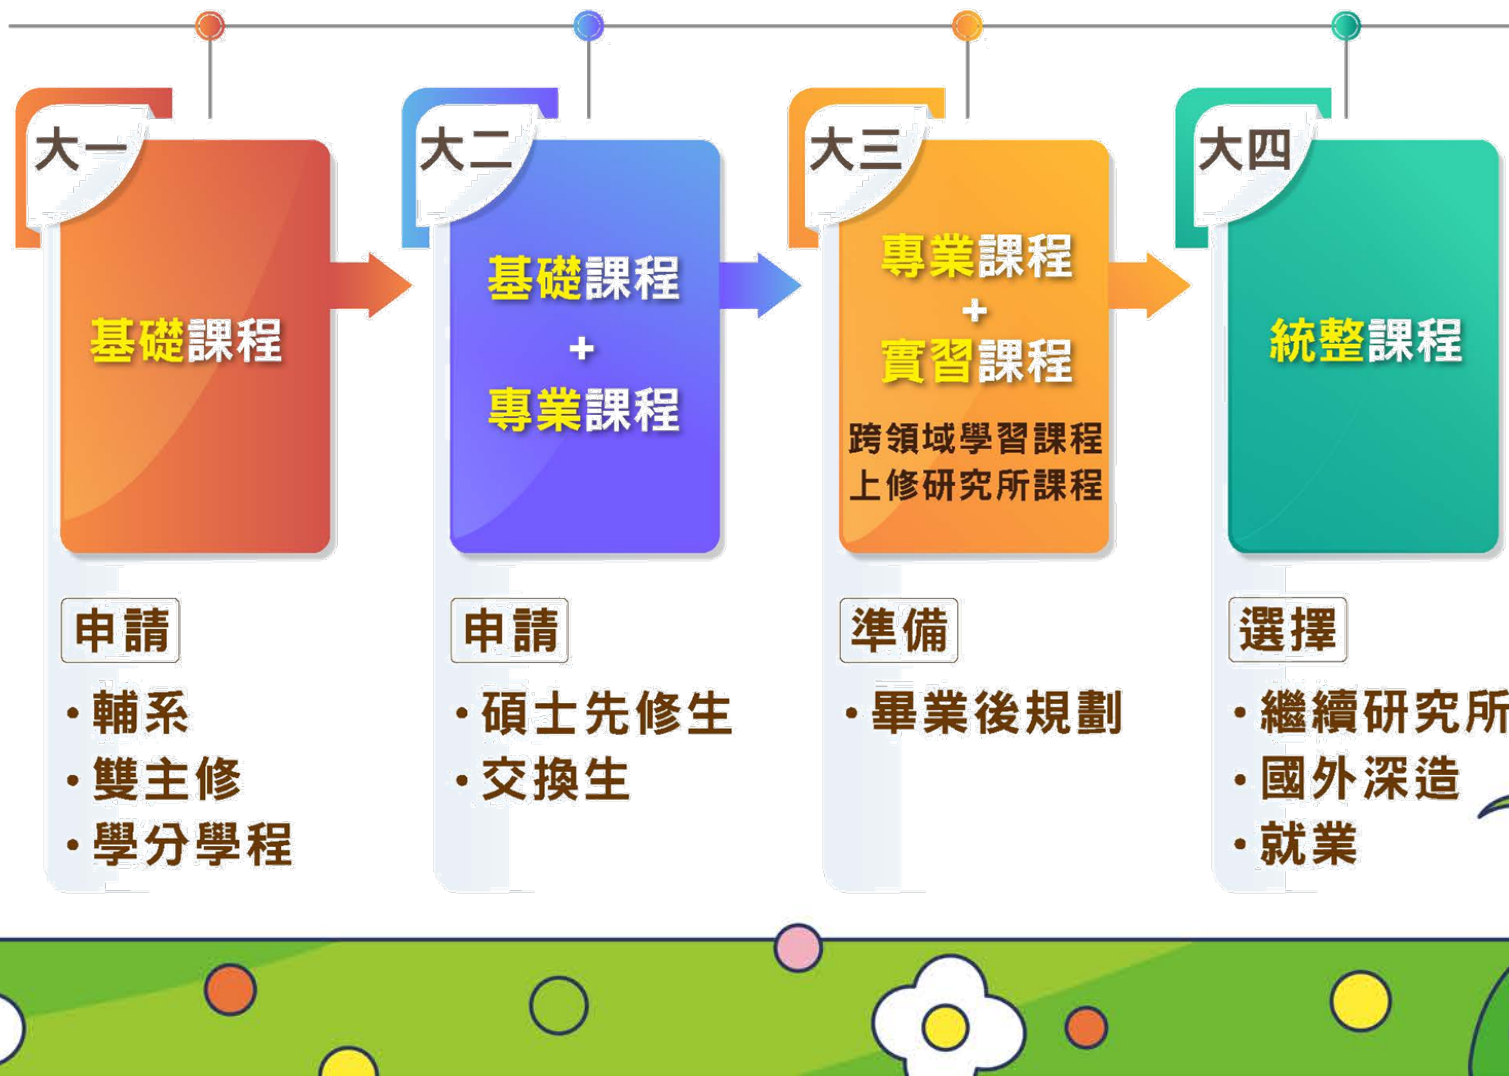 大一
基礎課程
申請
・輔系
・雙主修
・學分學程
大二
基礎課程
+
專業課程
申請
・碩士先修生
・交換生
大三
專業課程
+
實習課程
跨領域學習課程
上修研究所課程
準備
・畢業後規劃
大四
統整課程
選擇
・繼續研究所
・國外深造
・就業